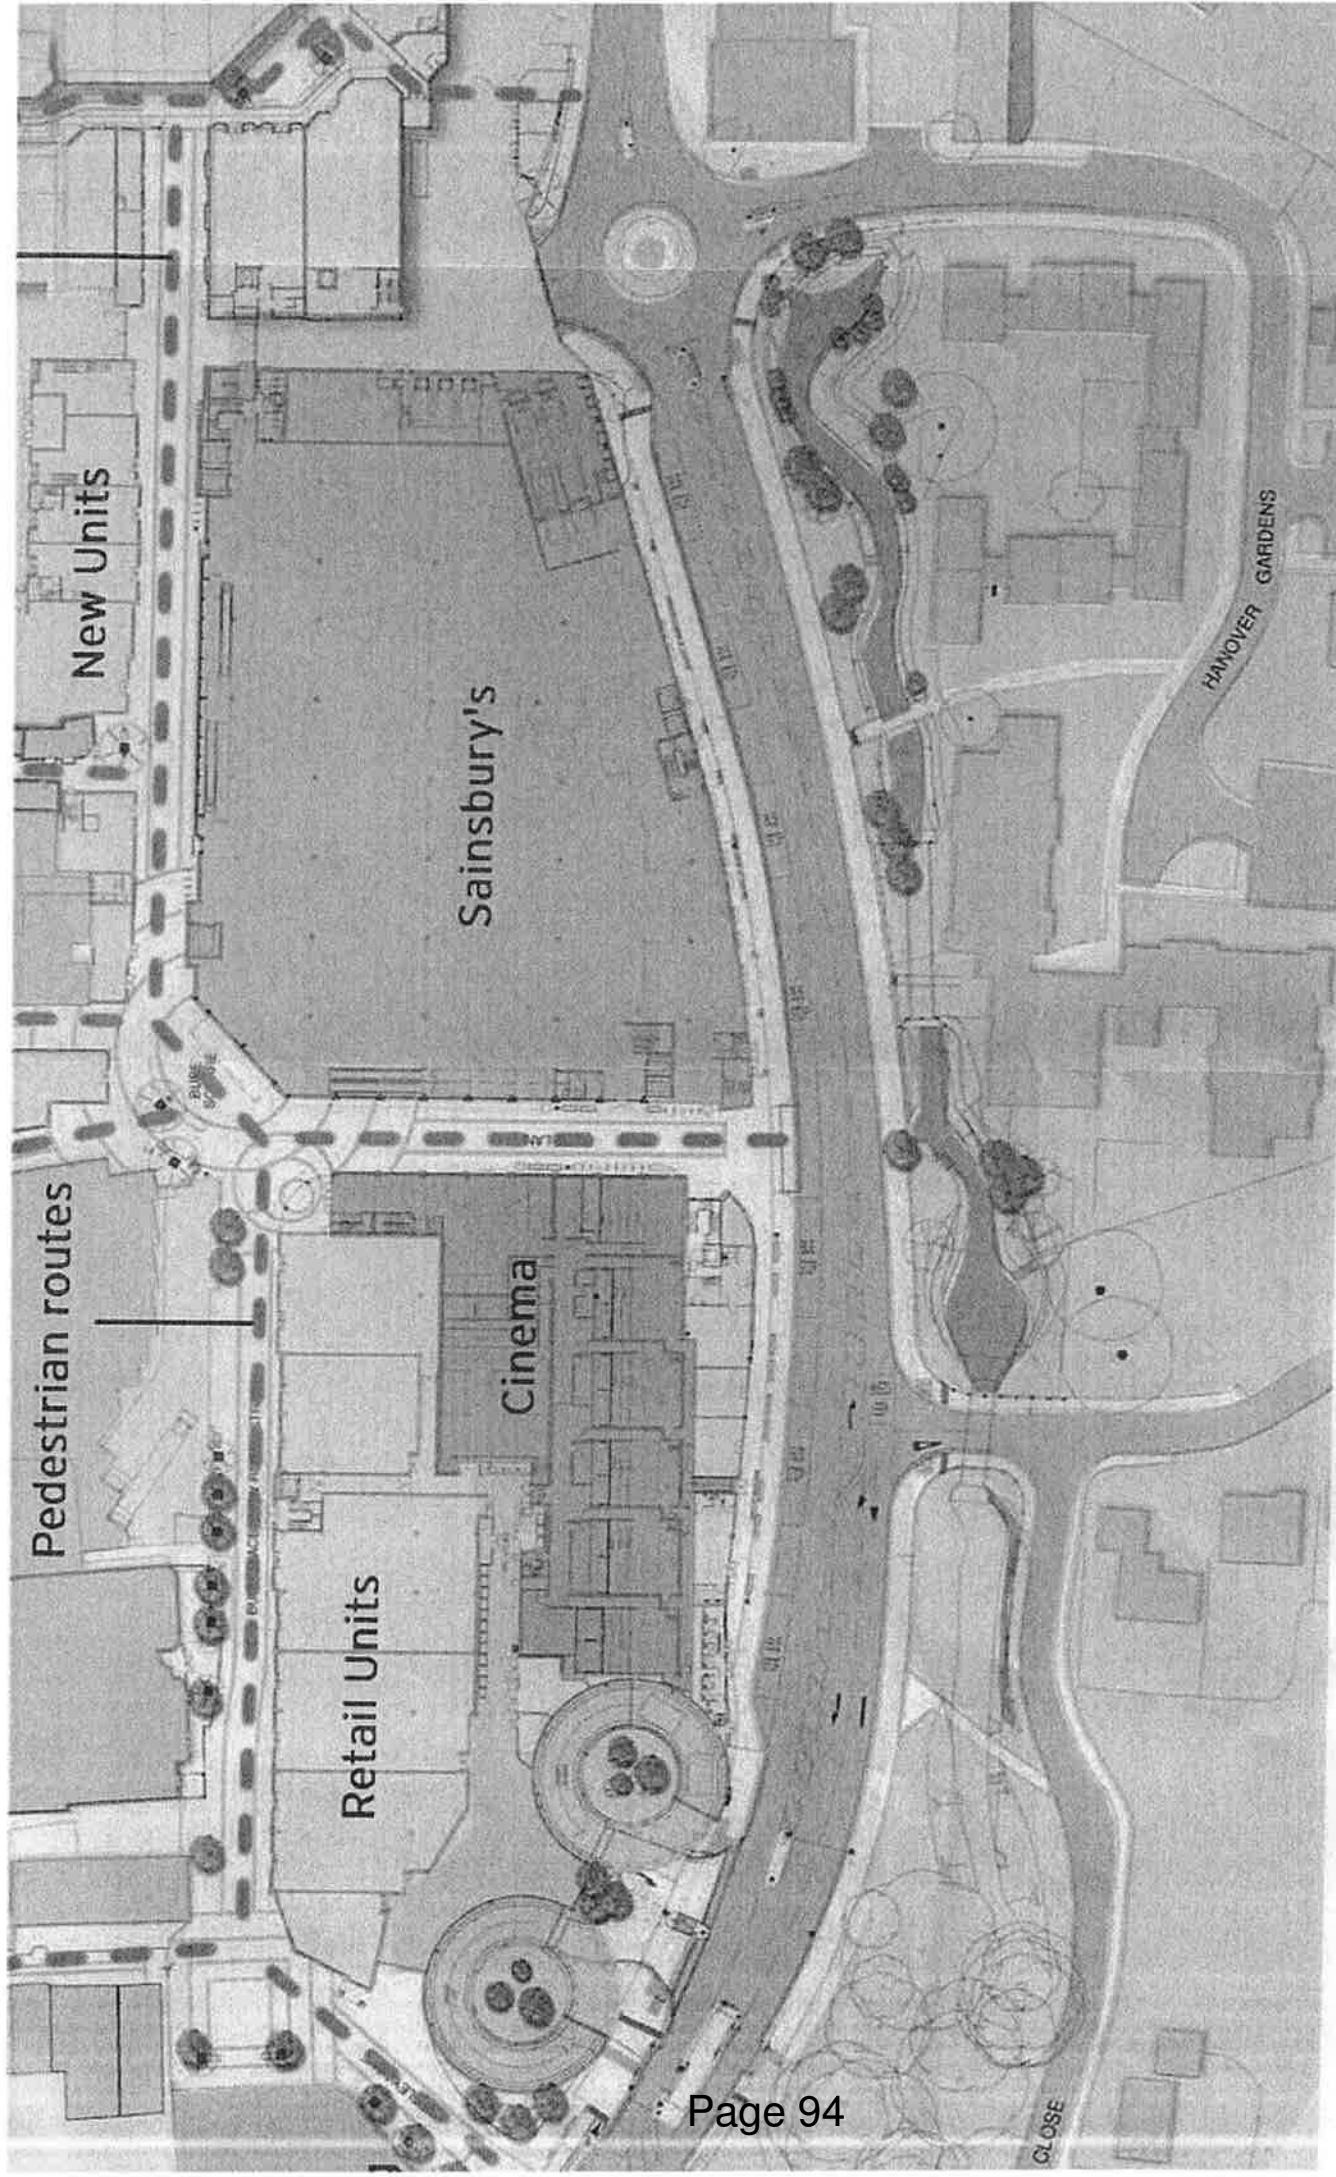 New Units
Sainsbury's
Pedestrian routes
Cinema
Retail Units
HANOVER GARDENS
CLOSE
Page 94